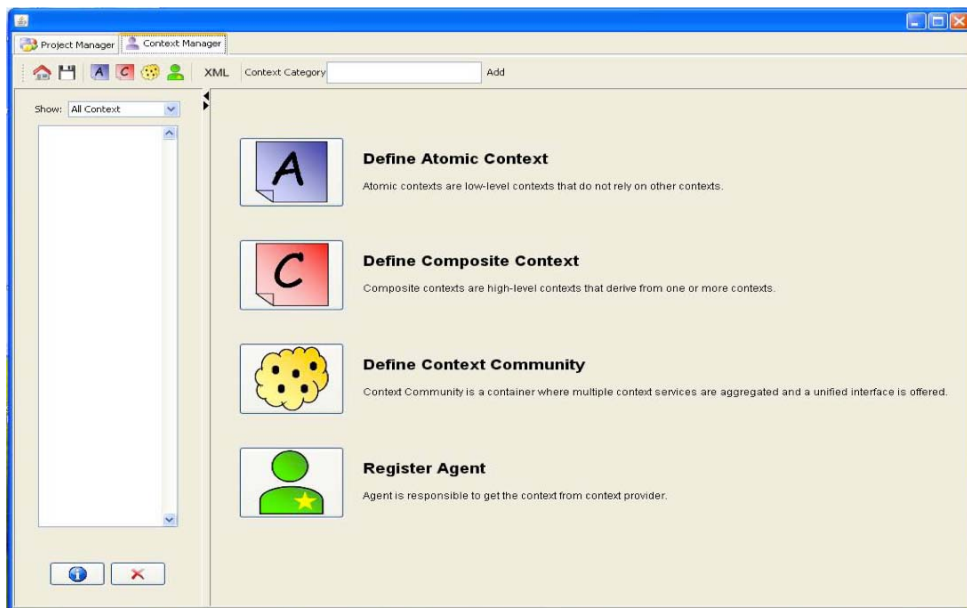 Project Manager
Context Manager
A C XML Context Category Add
Show: All Context
A
Define Atomic Context
Atomic contexts are low-level contexts that do not rely on other contexts.
C
Define Composite Context
Composite contexts are high-level contexts that derive from one or more contexts.
Define Context Community
Context Community is a container where multiple context services are aggregated and a unified interface is offered.
Register Agent
Agent is responsible to get the context from context provider.